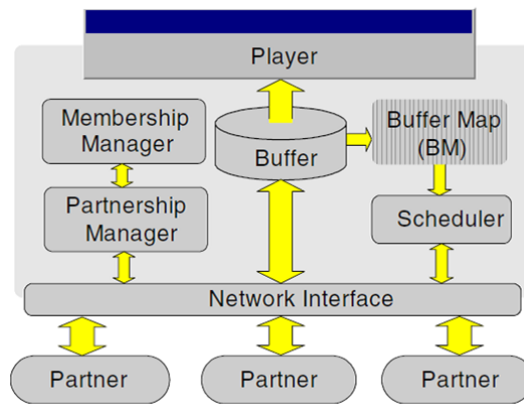 Player
Membership
Manager
Buffer
Buffer Map
(BM)
Partnership
Manager
Scheduler
Network Interface
Partner
Partner
Partner